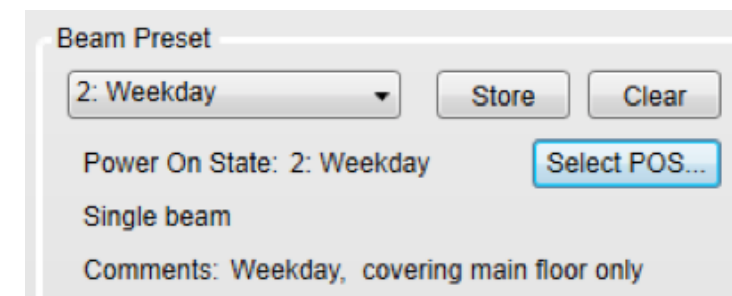 Beam Preset
2: Weekday Store Clear
Power On State: 2: Weekday Select POS...
Single beam
Comments: Weekday, covering main floor only